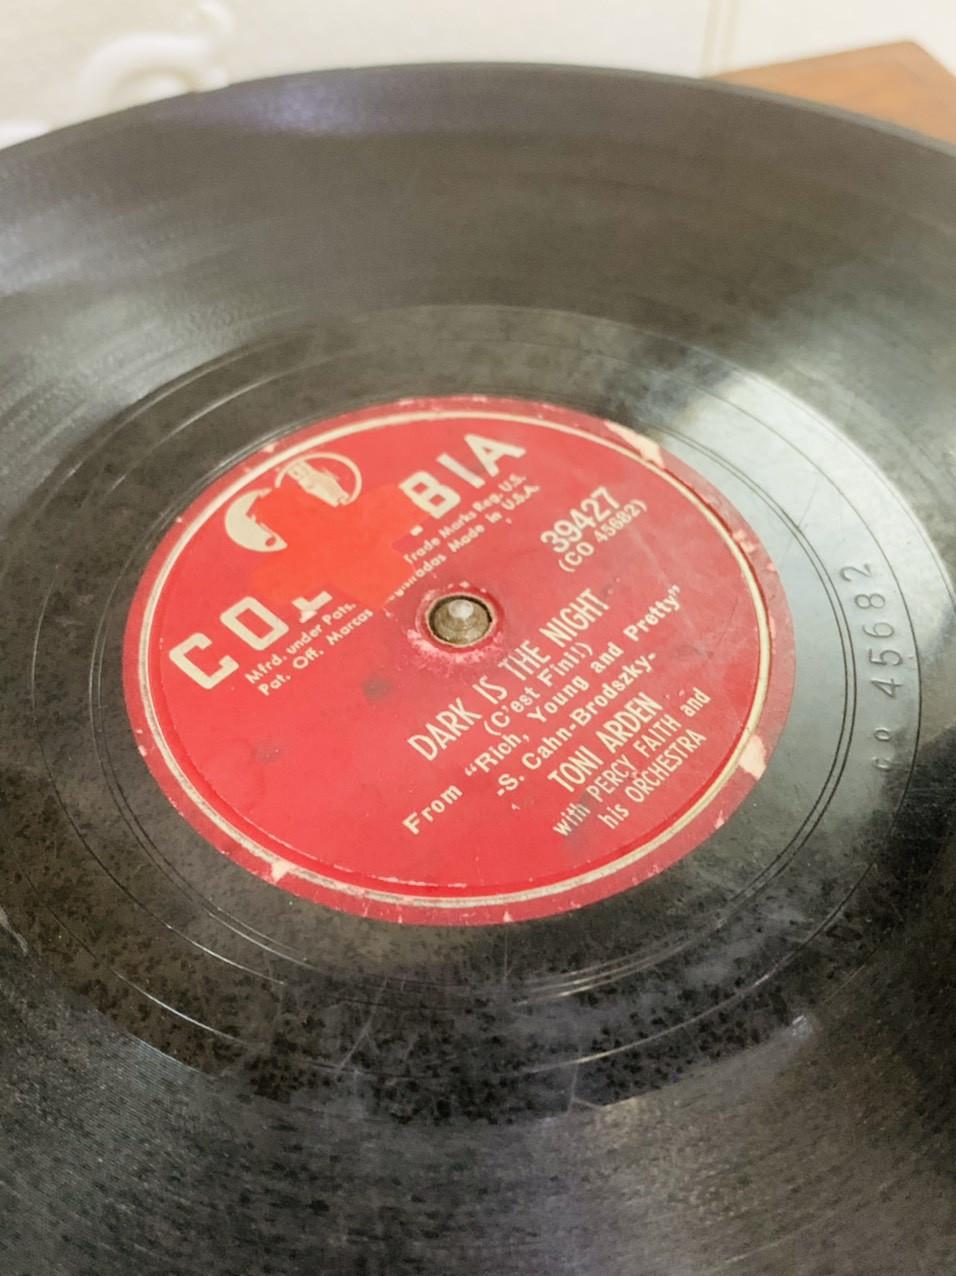 CO BIA
Trade Marks Reg. U.S.
Mfrd. under Pats. Made in U.S.A.
Pat. Off. Marcas
39427
(CO 45682)
DARK IS THE NIGHT
(C'est Fini!)
From "Rich, Young and Pretty"
-S. Cahn-Brodszky-
TONI ARDEN
with PERCY FAITH and
his ORCHESTRA
45682